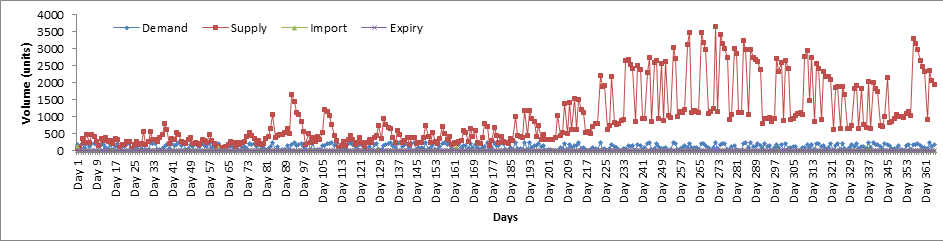 4000
Demand Supply Import Expiry
3500
3000
2500
2000
1500
1000
500
0
Volume (units)
Day 1 Day 9 Day 17 Day 25 Day 33 Day 41 Day 49 Day 57 Day 65 Day 73 Day 81 Day 89 Day 97 Day 105 Day 113 Day 121 Day 129 Day 137 Day 145 Day 153 Day 161 Day 169 Day 177 Day 185 Day 193 Day 201 Day 209 Day 217 Day 225 Day 233 Day 241 Day 249 Day 257 Day 265 Day 273 Day 281 Day 289 Day 297 Day 305 Day 313 Day 321 Day 329 Day 337 Day 345 Day 353 Day 361
Days